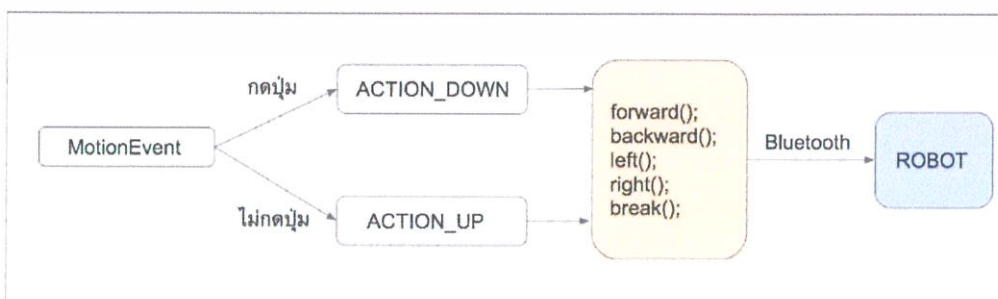 กดปุ่ม
ACTION_DOWN
MotionEvent
ไม่กดปุ่ม
ACTION_UP
forward();
backward();
left();
right();
break();
Bluetooth
ROBOT